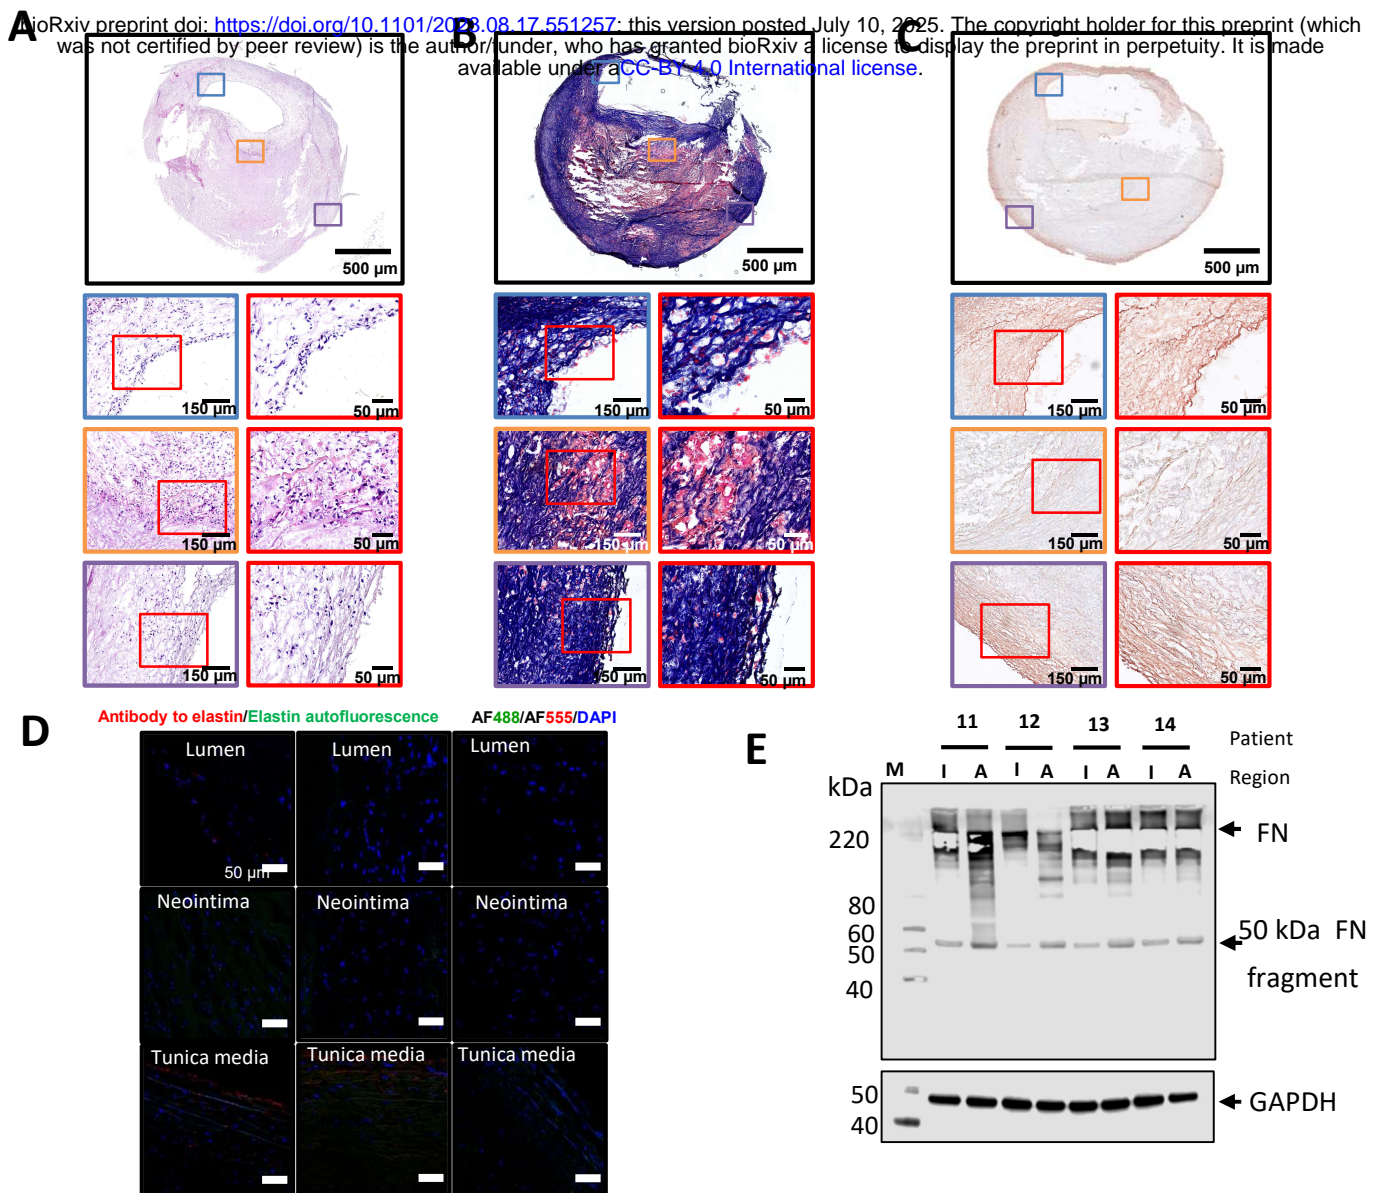 bioRxiv preprint doi: https://doi.org/10.1101/2023.08.17.551257; this version posted July 10, 2025. The copyright holder for this preprint (which
was not certified by peer review) is the author/funder, who has granted bioRxiv a license to display the preprint in perpetuity. It is made
available under aCC-BY 4.0 International license.
A
B
C
500 µm
500 µm
500 µm
150 µm
50 µm
150 µm
50 µm
150 µm
50 µm
150 µm
50 µm
150 µm
50 µm
150 µm
50 µm
150 µm
50 µm
150 µm
50 µm
150 µm
50 µm
D
Antibody to elastin/Elastin autofluorescence
AF488/AF555/DAPI
Lumen
Lumen
Lumen
50 µm
Neointima
Neointima
Neointima
Tunica media
Tunica media
Tunica media
E
11 12 13 14 Patient
M I A I A I A I A Region
kDa
220
80
60
50
40
FN
50 kDa FN
fragment
50
40
GAPDH